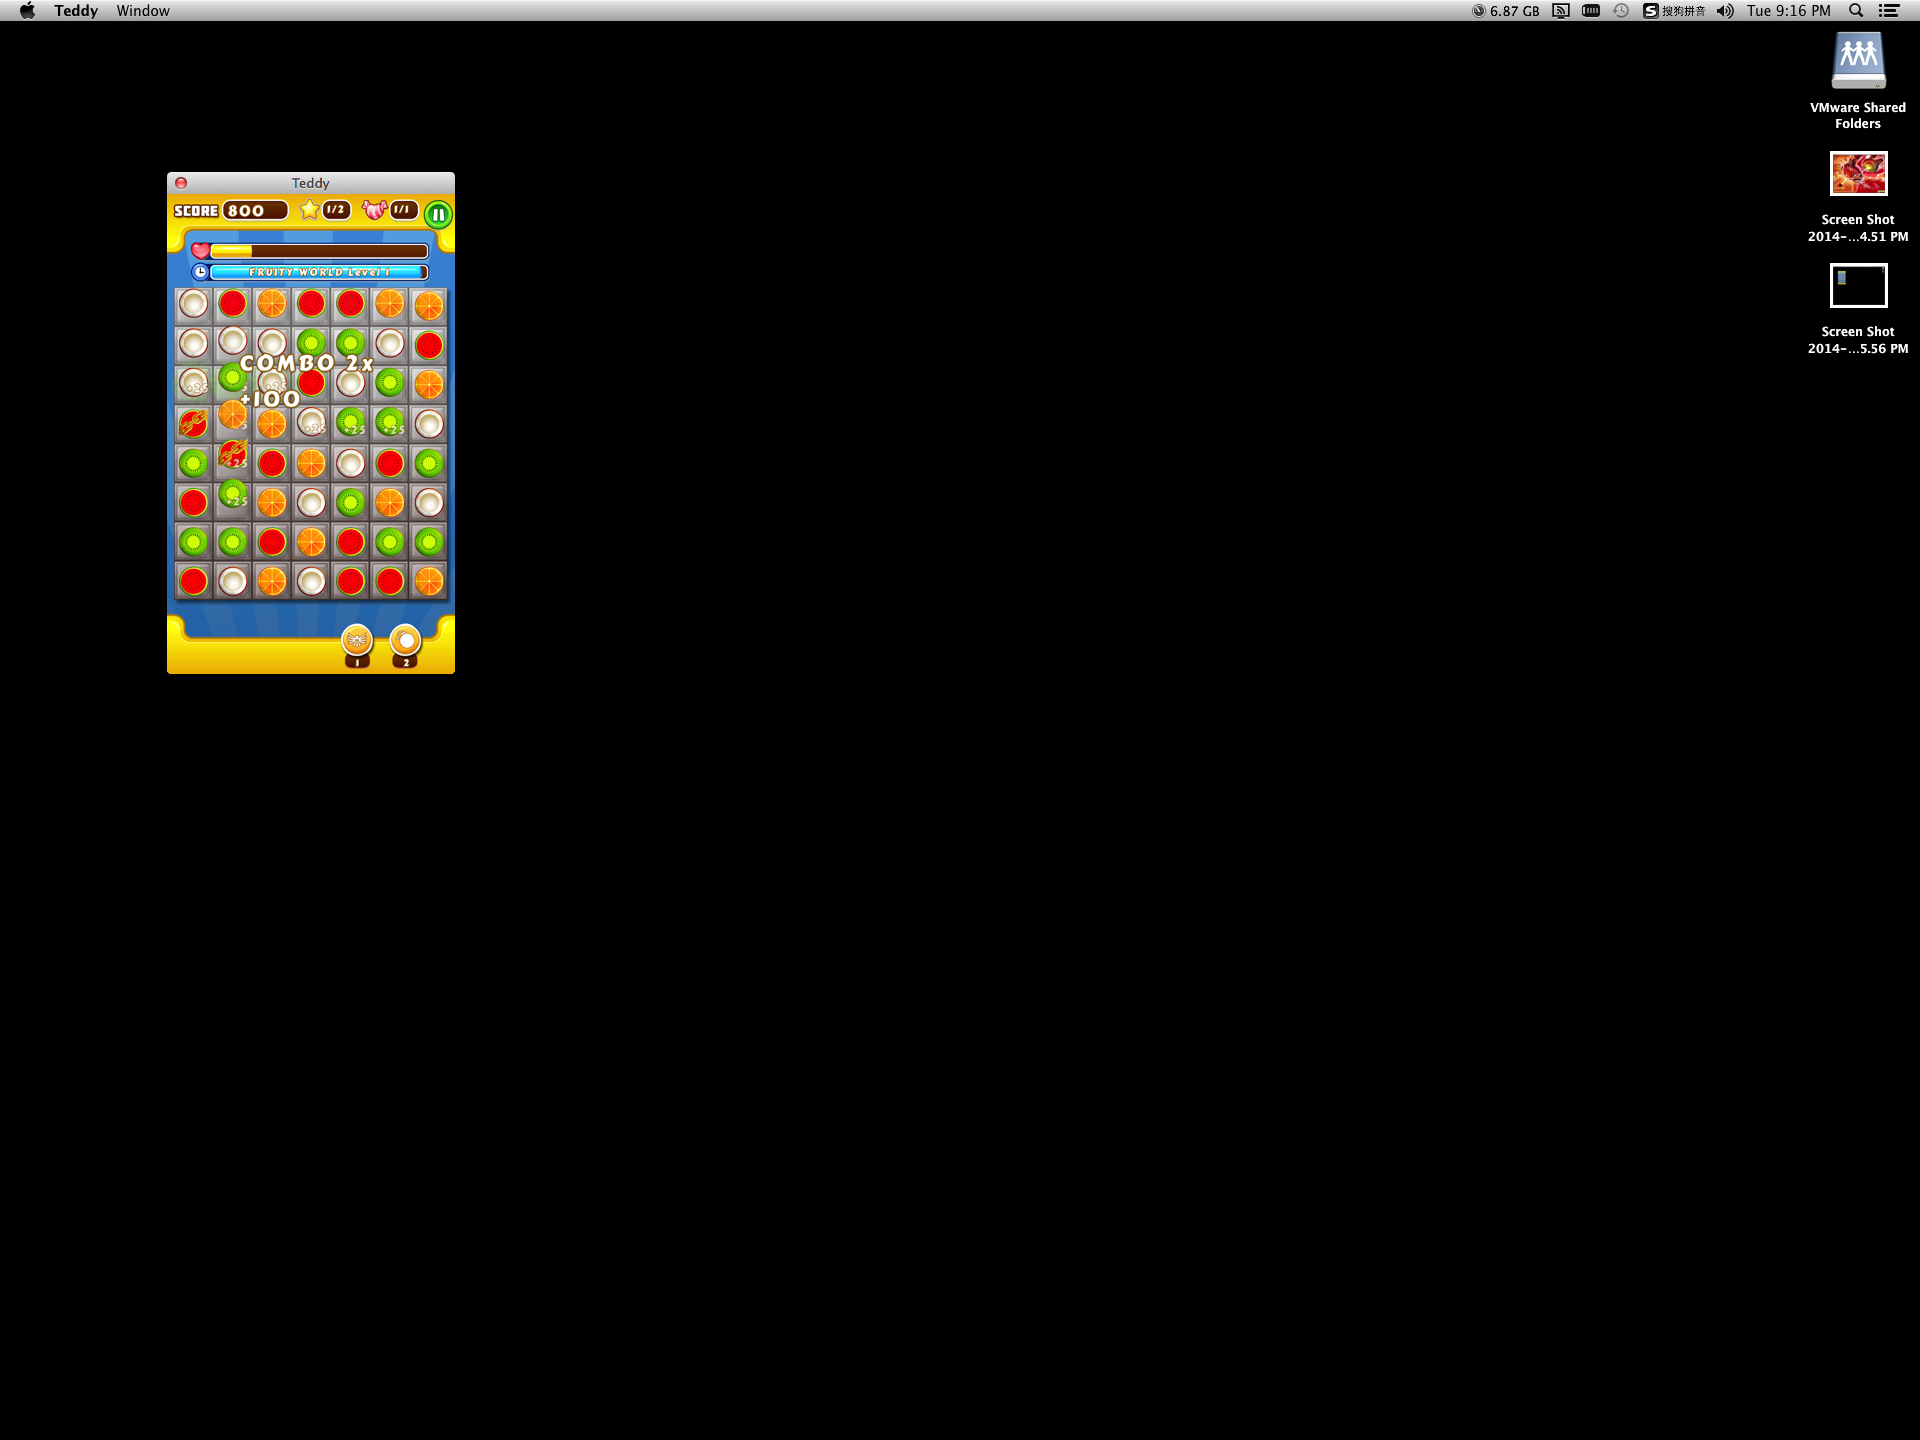 Teddy Window 6.87 GB S 搜狗拼音 Tue 9:16 PM
VMware Shared
Folders
Screen Shot
2014-...4.51 PM
Screen Shot
2014-...5.56 PM
Teddy
SCORE 800 1/2 1/1
FRUITY WORLD Level 1
COMBO 2x
+25 +25
+100
+25 +25 +25
+25
+25
1 2